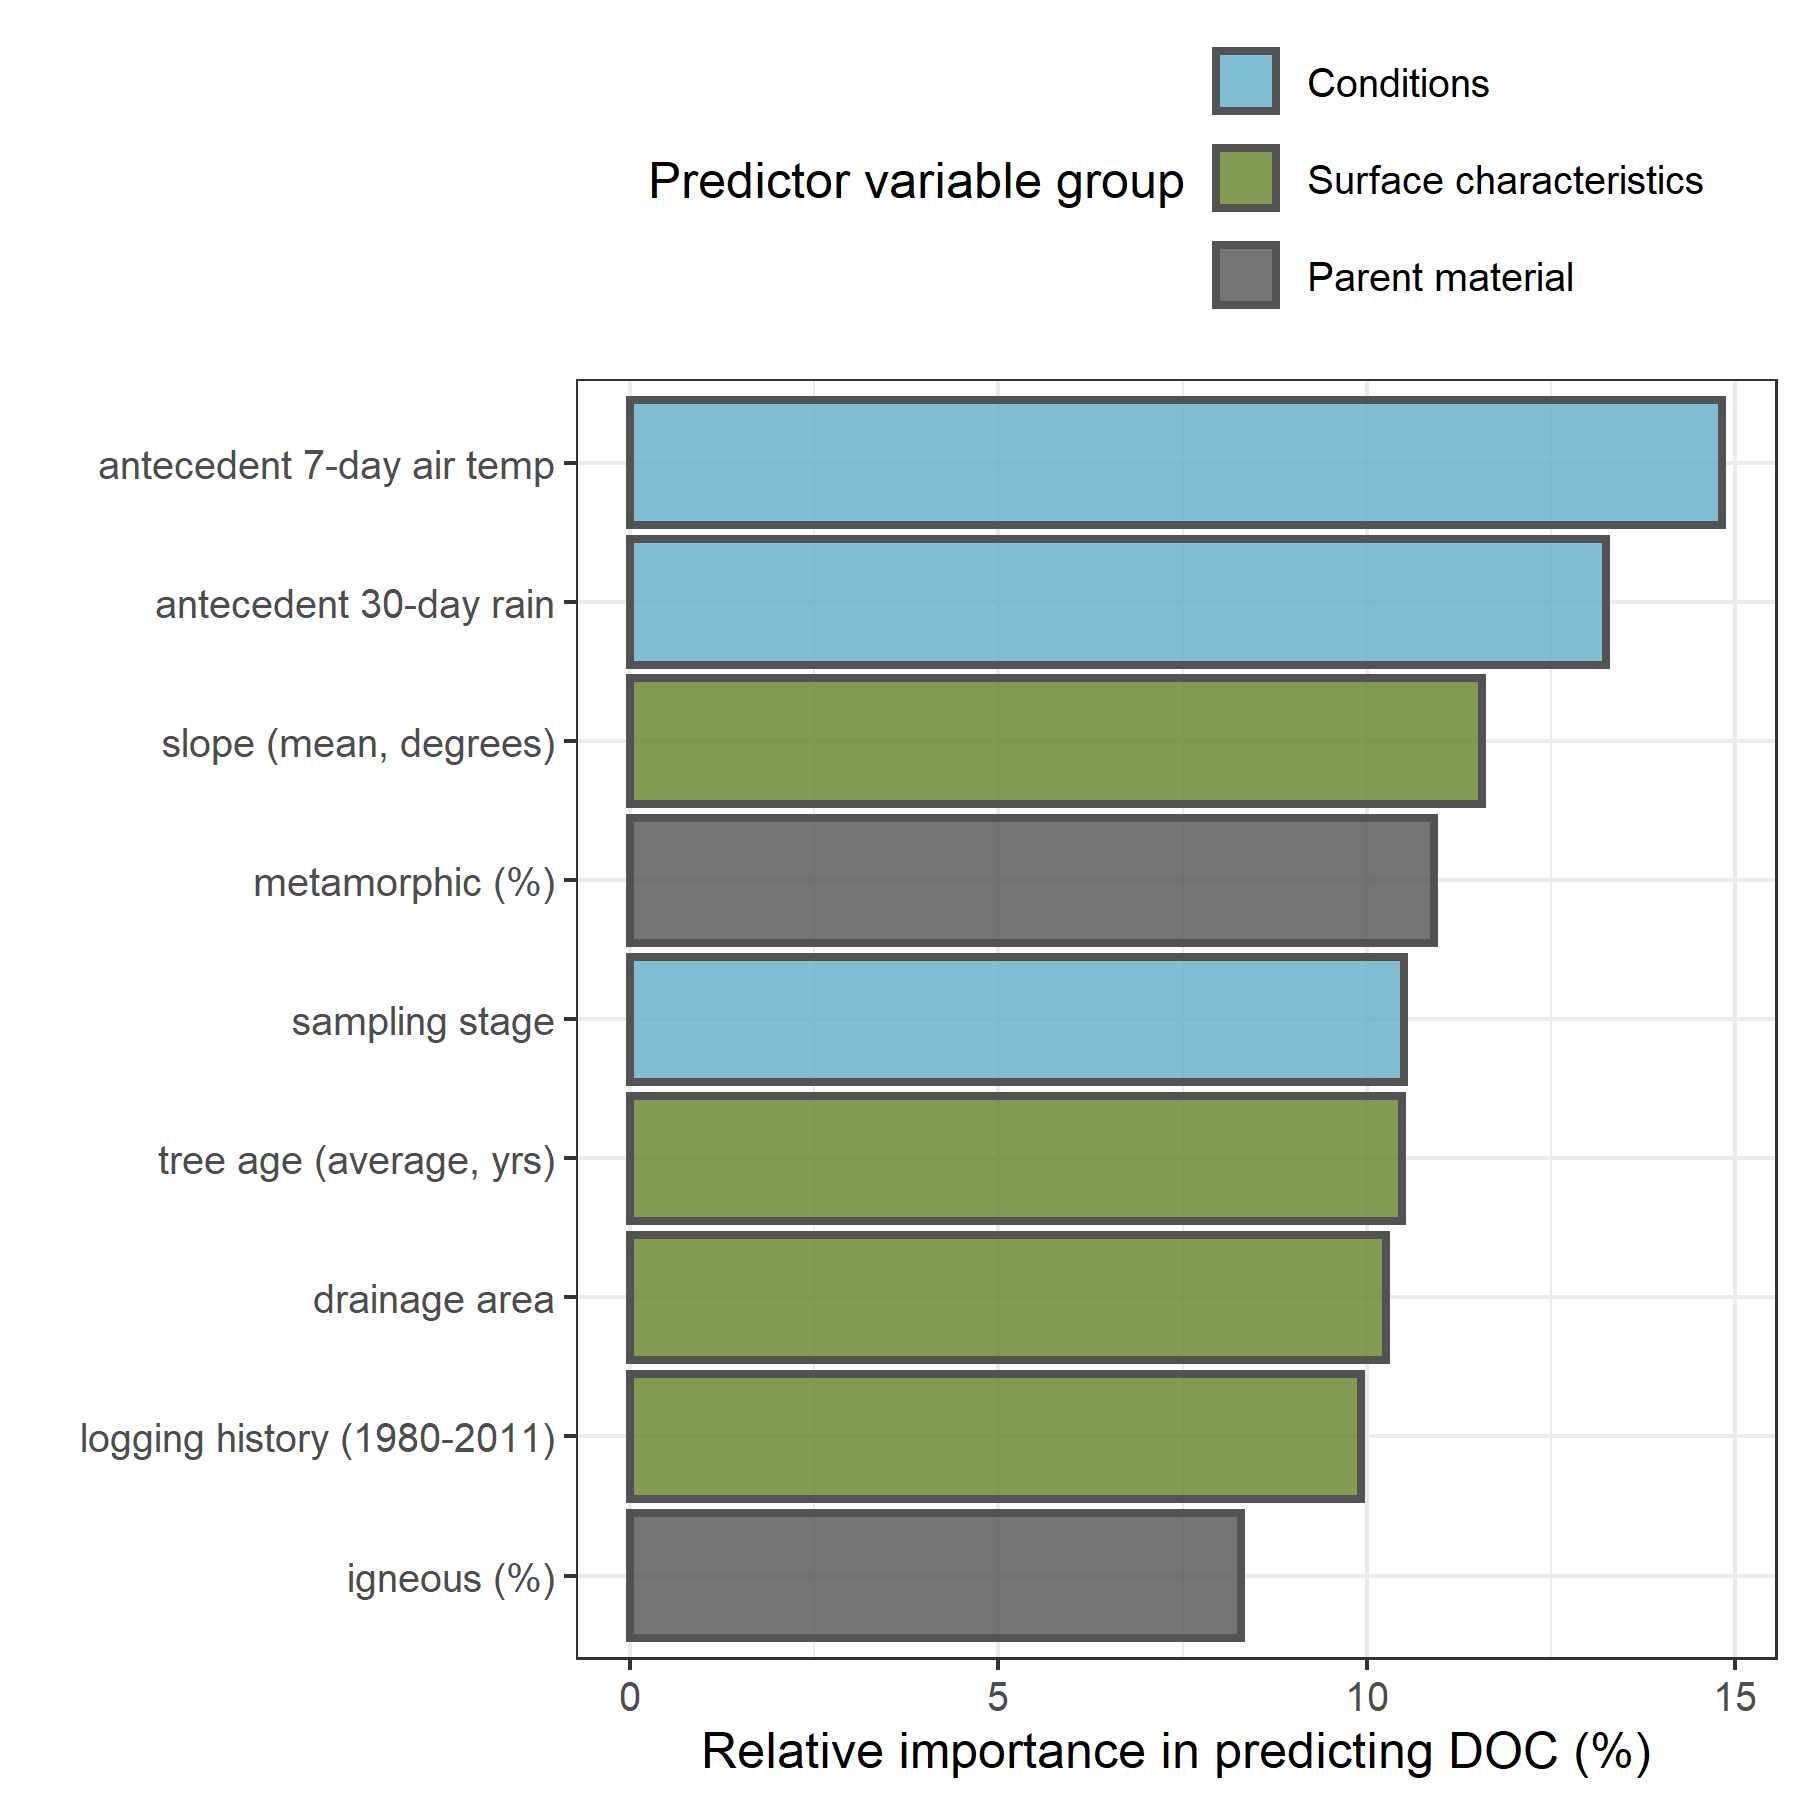 Conditions
Predictor variable group
Surface characteristics
Parent material
antecedent 7-day air temp
antecedent 30-day rain
slope (mean, degrees)
metamorphic (%)
sampling stage
tree age (average, yrs)
drainage area
logging history (1980-2011)
igneous (%)
0 5 10 15
Relative importance in predicting DOC (%)